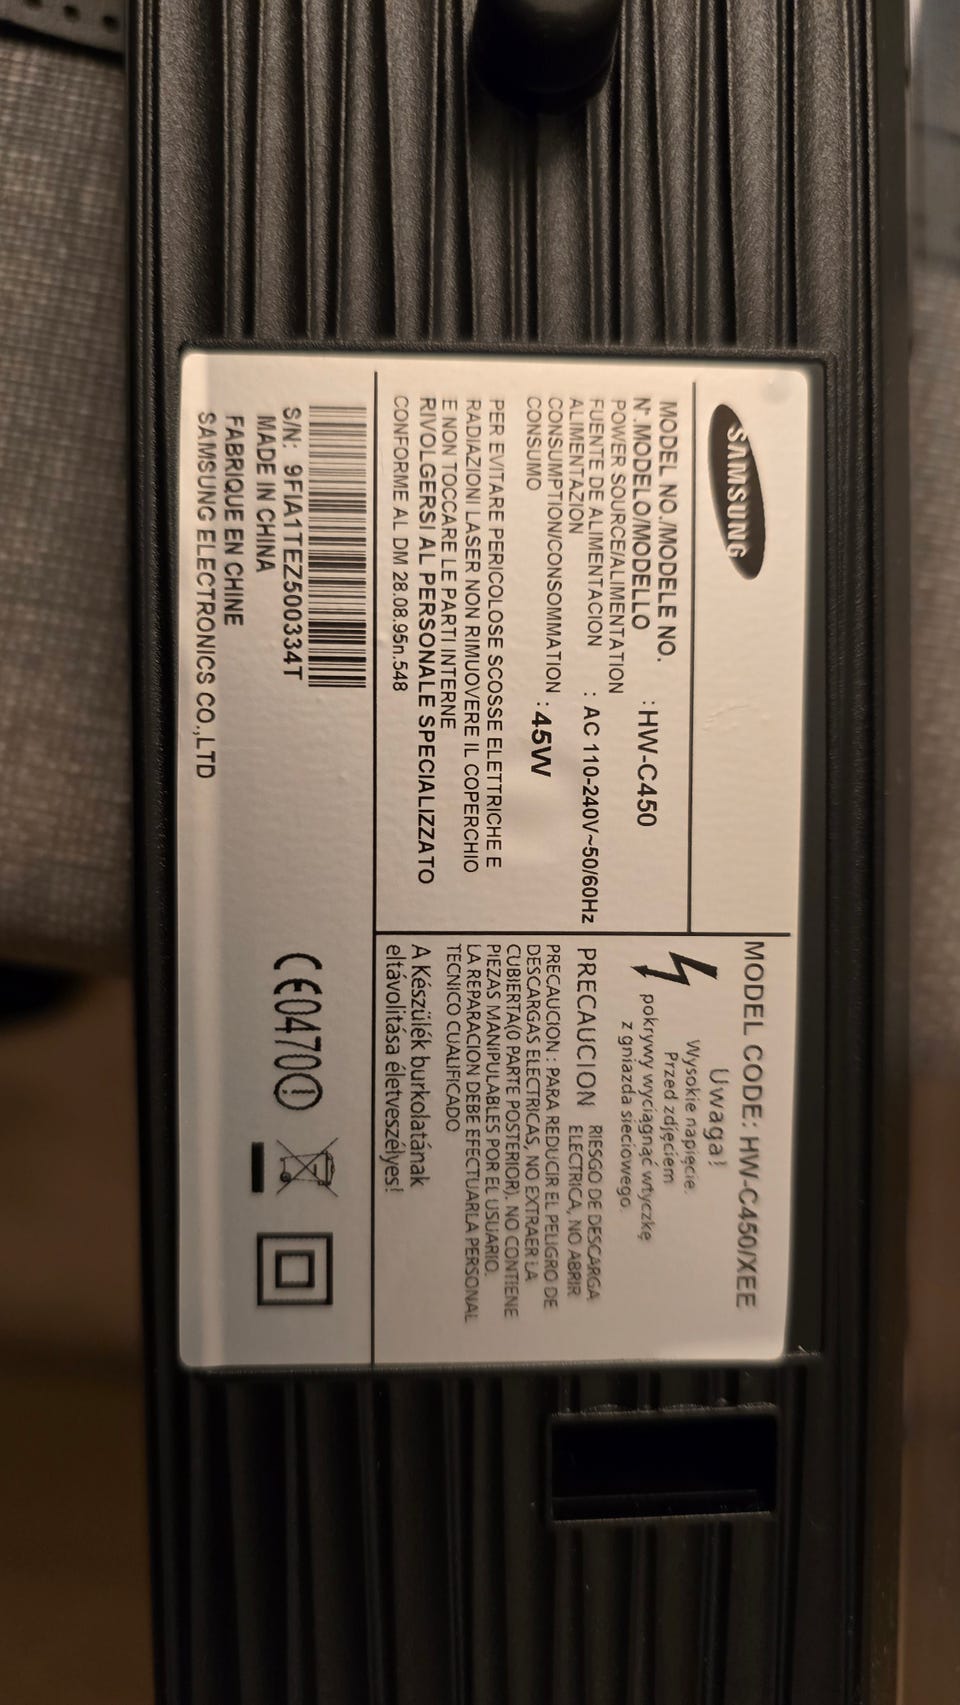 SAMSUNG
MODEL NO./MODELE NO.
N°.MODELO/MODELLO : HW-C450
POWER SOURCE/ALIMENTATION
FUENTE DE ALIMENTACION : AC 110-240V~50/60Hz
ALIMENTAZION
CONSUMPTION/CONSOMMATION : 45W
CONSUMO
PER EVITARE PERICOLOSE SCOSSE ELETTRICHE E
RADIAZIONI LASER NON RIMUOVERE IL COPERCHIO
E NON TOCCARE LE PARTI INTERNE
RIVOLGERSI AL PERSONALE SPECIALIZZATO
CONFORME AL DM 28.08.95n.548
MODEL CODE: HW-C450/XEE
Uwaga!
Wysokie napięcie.
Przed zdjęciem
pokrywy wyciągnąć wtyczkę
z gniazda sieciowego.
PRECAUCION RIESGO DE DESCARGA
ELECTRICA, NO ABRIR
PRECAUCION : PARA REDUCIR EL PELIGRO DE
DESCARGAS ELECTRICAS, NO EXTRAER LA
CUBIERTA(0 PARTE POSTERIOR). NO CONTIENE
PIEZAS MANIPULABLES POR EL USUARIO.
LA REPARACION DEBE EFECTUARLA PERSONAL
TECNICO CUALIFICADO
A Készülék burkolatának
eltávolitása életveszélyes!
S/N: 9FIA1TEZ500334T
MADE IN CHINA
FABRIQUE EN CHINE
SAMSUNG ELECTRONICS CO.,LTD
CE0470!